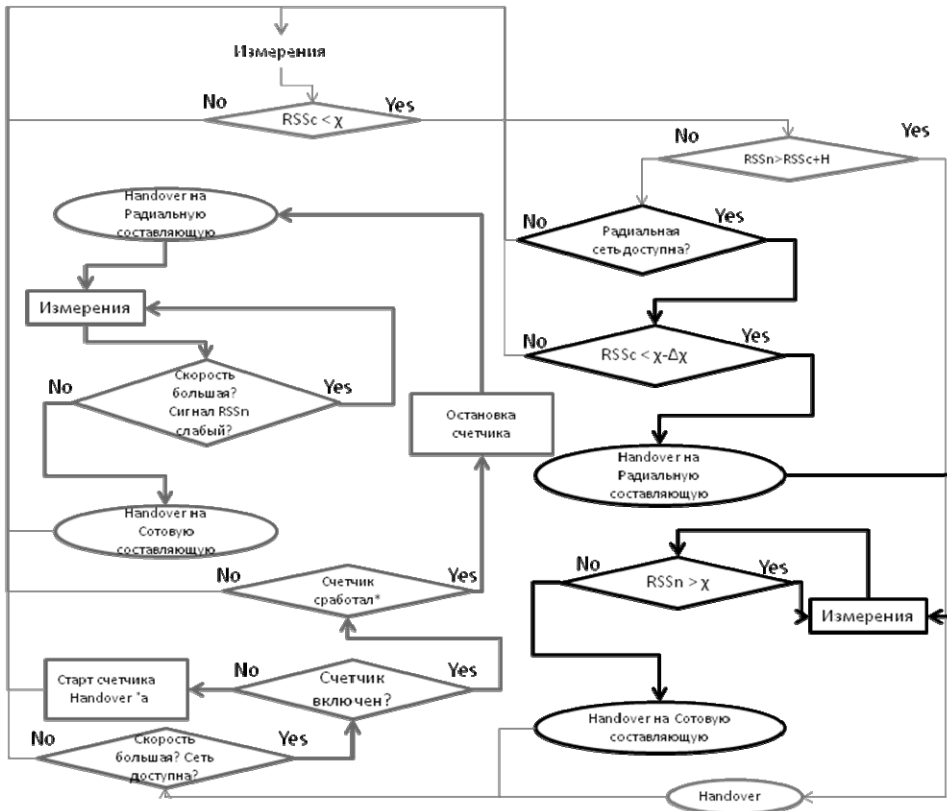 Измерения
No
Yes
RSSc < χ
No
Yes
RSSn>RSSc+H
Handover на
Радиальную
составляющую
No
Yes
Радиальная
сеть доступна?
Измерения
No
Yes
RSSc < χ-Δχ
No
Yes
Скорость
большая?
Сигнал RSSn
слабый?
Остановка
счетчика
Handover на
Радиальную
составляющую
Handover на
Сотовую
составляющую
No
Yes
RSSn > χ
Измерения
No
Yes
Счетчик
сработал*
No
Yes
Старт счетчика
Handover *а
Счетчик
включен?
Handover на Сотовую
составляющую
No
Yes
Скорость
большая? Сеть
доступна?
Handover